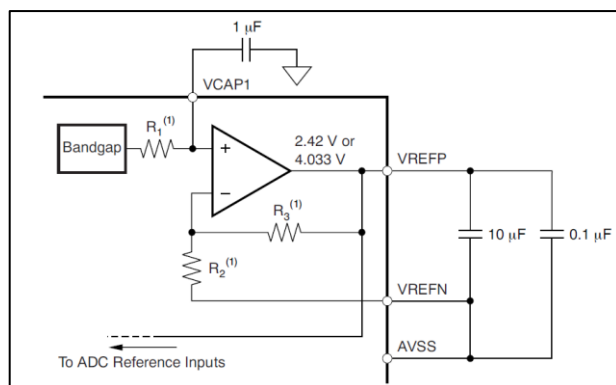 1 μF
VCAP1
R1(1)
Bandgap
+
2.42 V or
4.033 V
VREFP
−
R3(1)
10 μF
0.1 μF
R2(1)
VREFN
AVSS
To ADC Reference Inputs